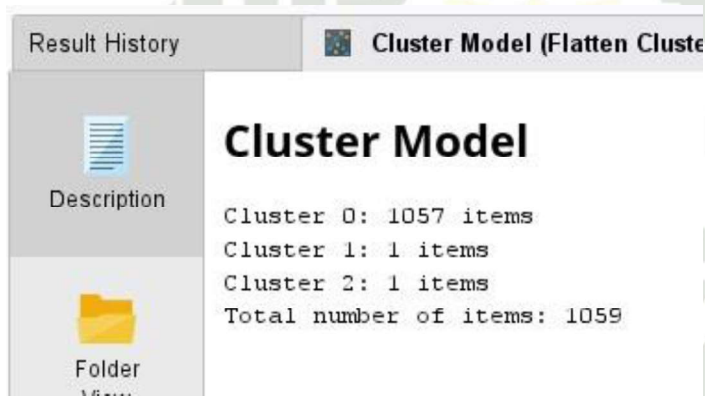 Result History
Cluster Model (Flatten Cluste
Cluster Model
Description
Cluster 0: 1057 items
Cluster 1: 1 items
Cluster 2: 1 items
Total number of items: 1059
Folder
View